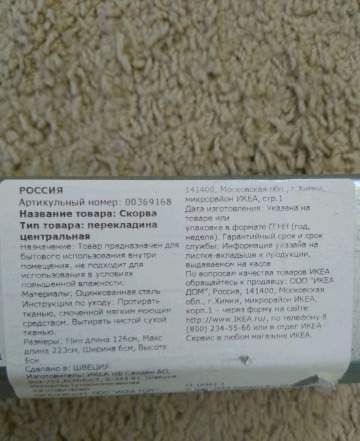 РОССИЯ
Артикульный номер: 00369168
Название товара: Скорва
Тип товара: перекладина
центральная
Назначение: Товар предназначен для
бытового использования внутри
помещения, не подходит для
использования в условиях
повышенной влажности.
Материалы: Оцинкованная сталь
Инструкции по уходу: Протирать
тканью, смоченной мягким моющим
средством. Вытирать чистой сухой
тканью.
Размеры: Мин длина 126см, Макс
длина 223см, Ширина 6см, Высота
6см
Сделано в: ШВЕЦИЯ
141400, Московская обл., г. Химки,
микрорайон ИКЕА, стр.1
Дата изготовления: Указана на
товаре или
упаковке в формате ГГНН (год,
неделя). Гарантийный срок и срок
службы: Информация указана на
листке-вкладыше к продукции,
выдаваемом на кассе
По вопросам качества товаров ИКЕА
обращайтесь к продавцу: ООО "ИКЕА
ДОМ", Россия, 141400, Московская
обл., г.Химки, микрорайон ИКЕА,
корп.1 - через форму на сайте
http://www.IKEA.ru/, по телефону 8
(800) 234-55-66 или в отдел ИКЕА
Сервис в любом магазине ИКЕА.